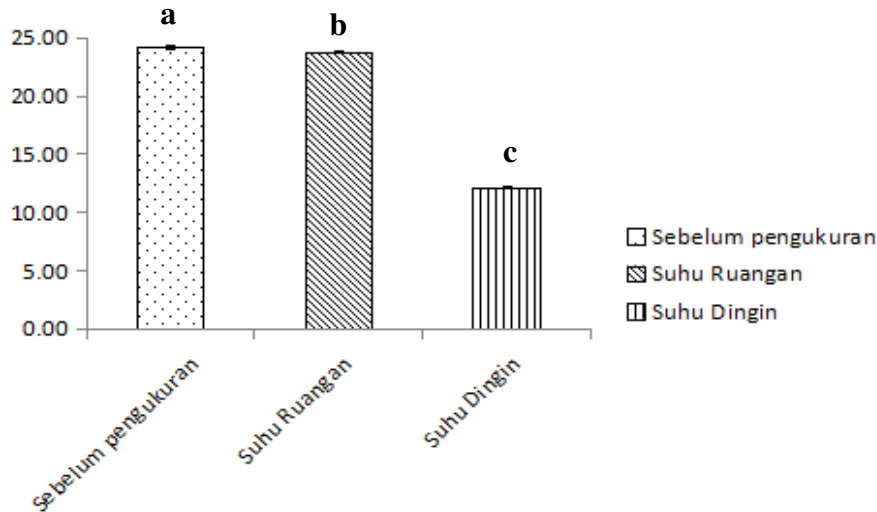 a
b
c
25.00
20.00
15.00
10.00
5.00
0.00
Sebelum pengukuran
Suhu Ruangan
Suhu Dingin
Sebelum pengukuran
Suhu Ruangan
Suhu Dingin